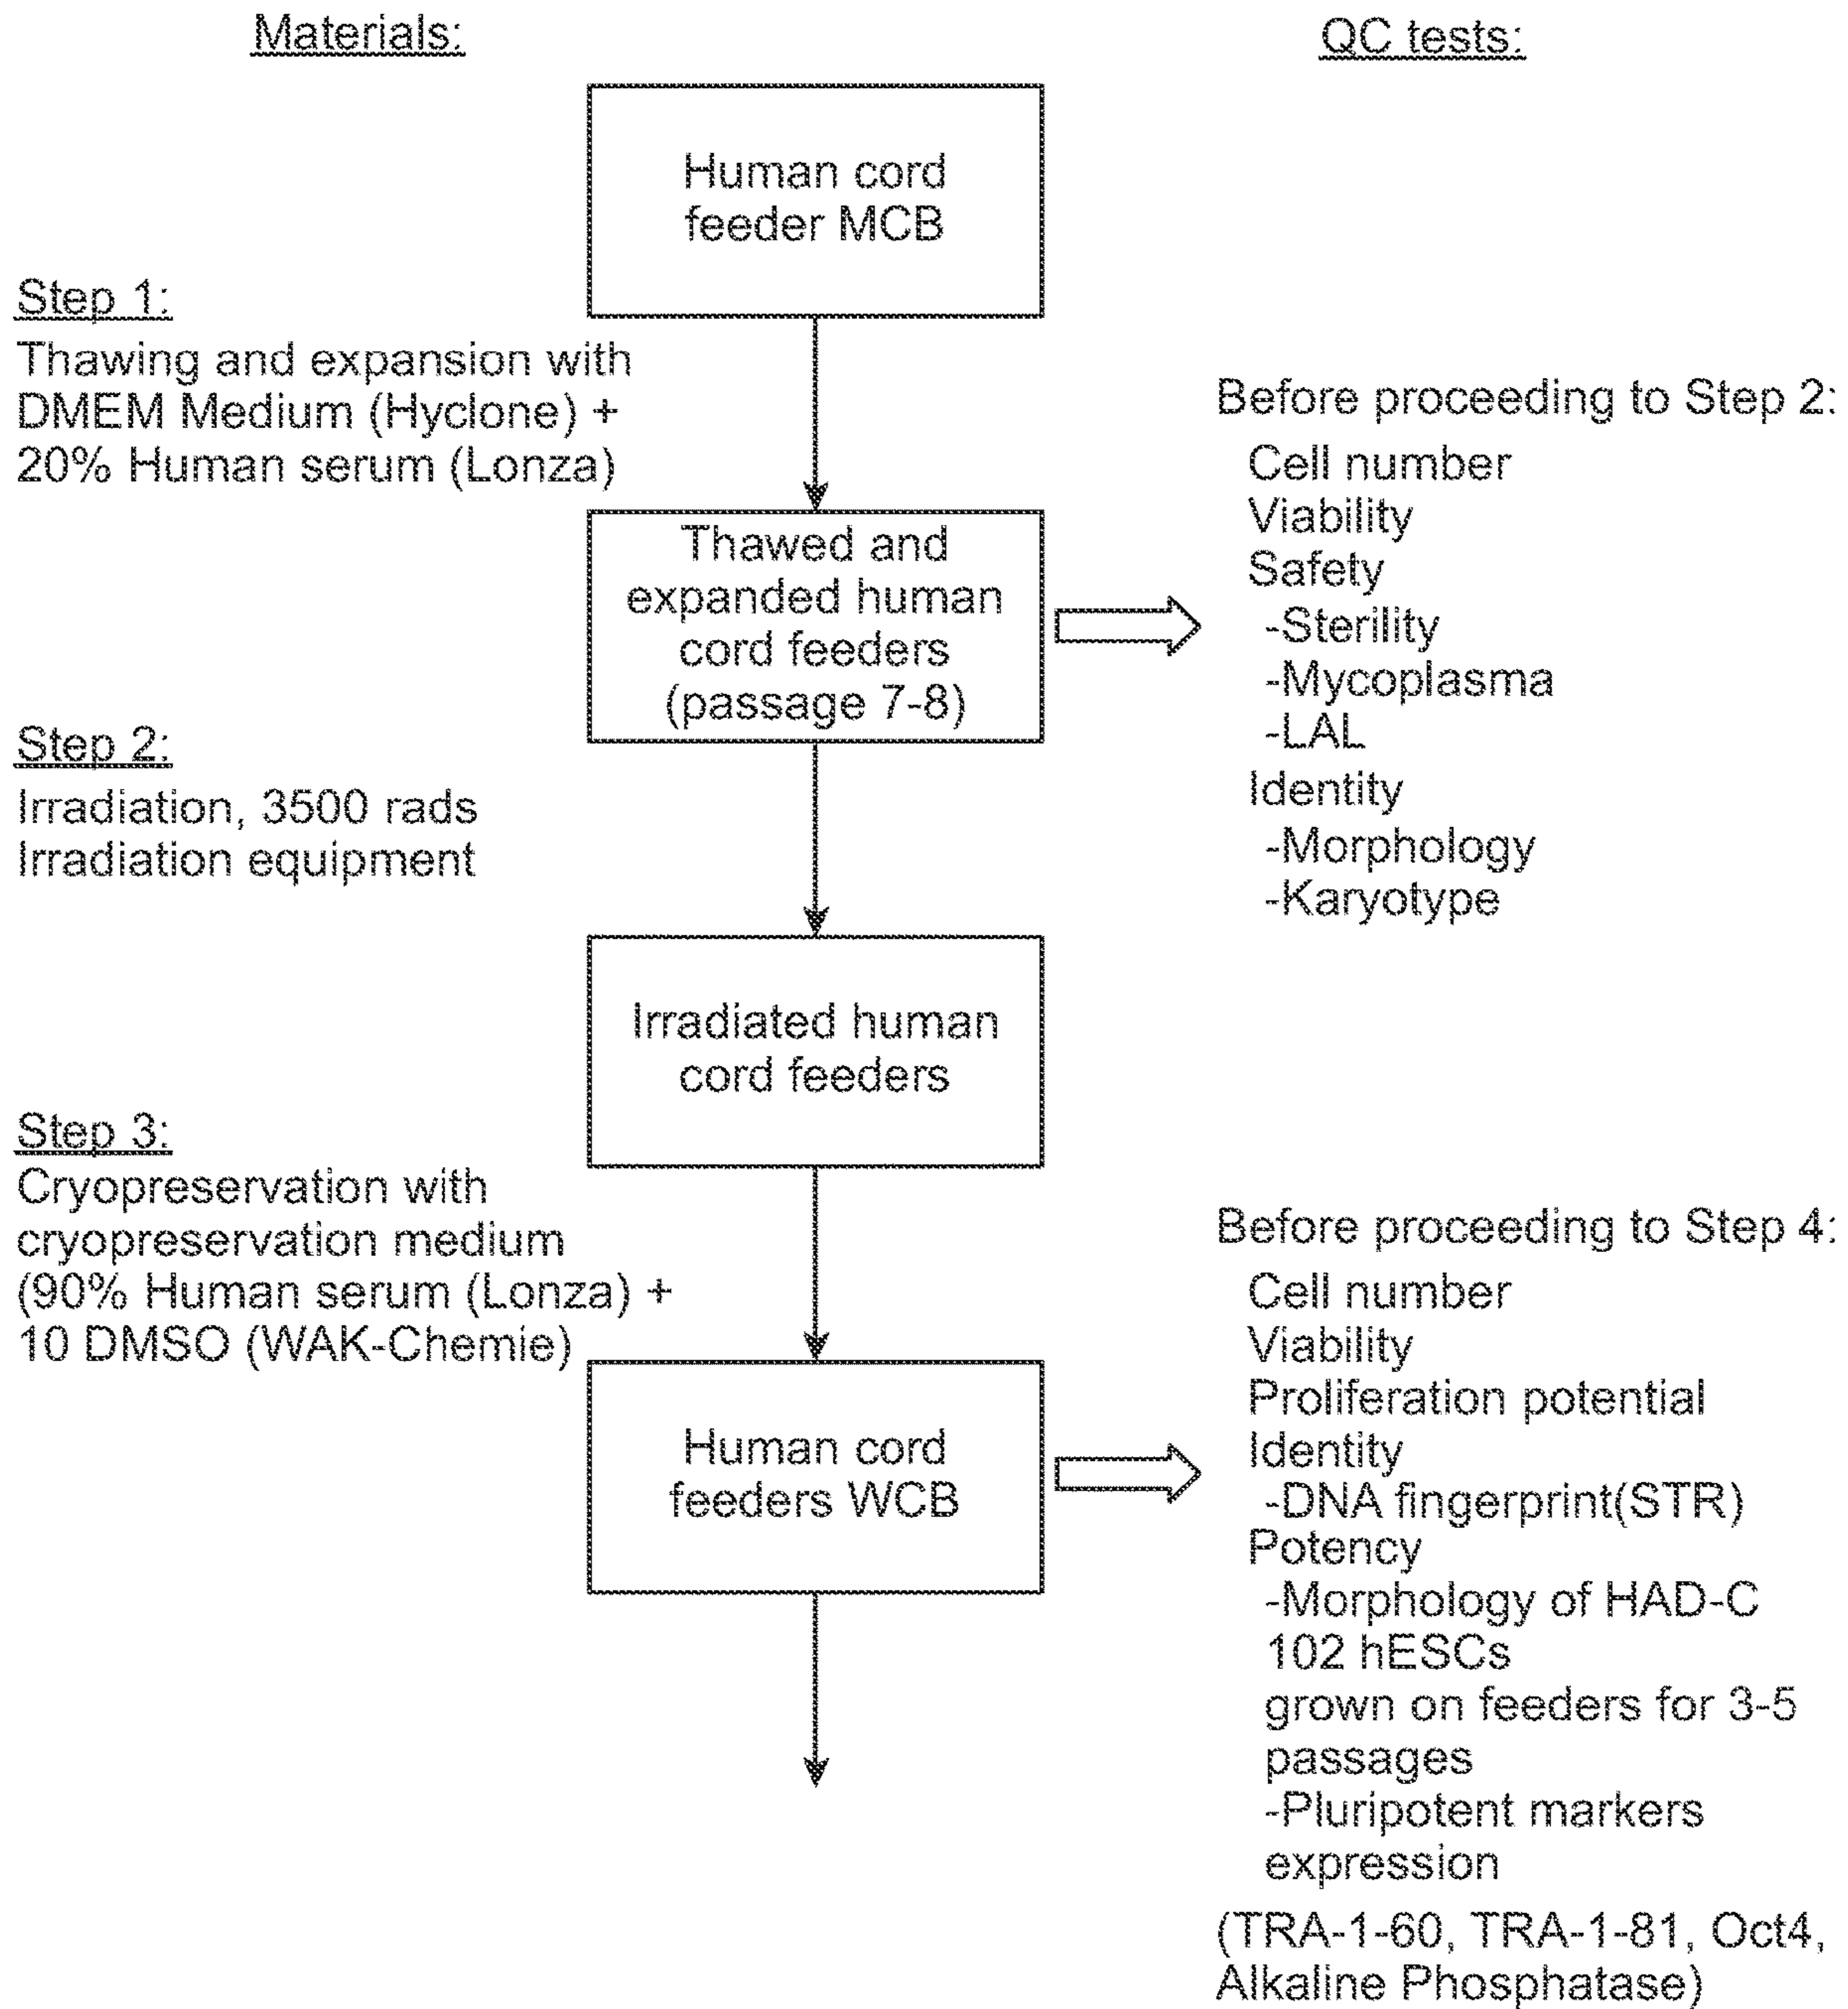 Materials:
QC tests:
Human cord
feeder MCB
Step 1:
Thawing and expansion with
DMEM Medium (Hyclone) +
20% Human serum (Lonza)
Thawed and
expanded human
cord feeders
(passage 7-8)
Before proceeding to Step 2:
Cell number
Viability
Safety
-Sterility
-Mycoplasma
-LAL
Identity
-Morphology
-Karyotype
Step 2:
Irradiation, 3500 rads
Irradiation equipment
Irradiated human
cord feeders
Step 3:
Cryopreservation with
cryopreservation medium
(90% Human serum (Lonza) +
10 DMSO (WAK-Chemie)
Human cord
feeders WCB
Before proceeding to Step 4:
Cell number
Viability
Proliferation potential
Identity
-DNA fingerprint(STR)
Potency
-Morphology of HAD-C
102 hESCs
grown on feeders for 3-5
passages
-Pluripotent markers
expression
(TRA-1-60, TRA-1-81, Oct4,
Alkaline Phosphatase)